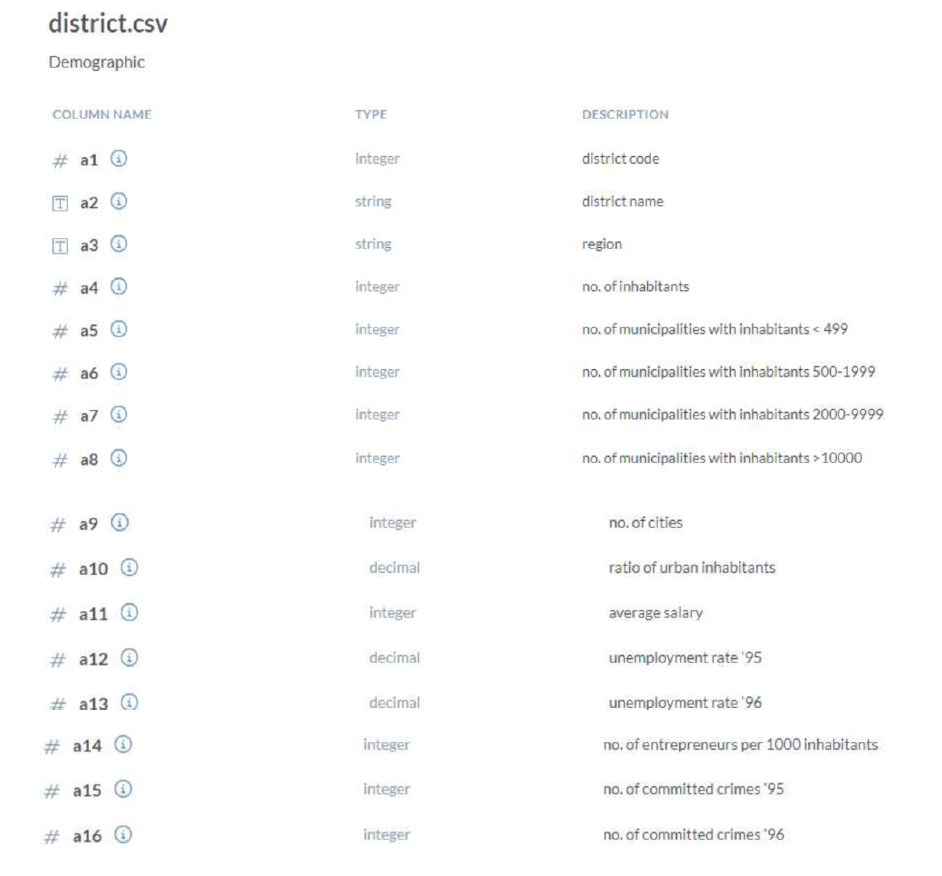 district.csv
Demographic
COLUMN NAME TYPE DESCRIPTION
# a1 integer district code
T a2 string district name
T a3 string region
# a4 integer no. of inhabitants
# a5 integer no. of municipalities with inhabitants < 499
# a6 integer no. of municipalities with inhabitants 500-1999
# a7 integer no. of municipalities with inhabitants 2000-9999
# a8 integer no. of municipalities with inhabitants >10000
# a9 integer no. of cities
# a10 decimal ratio of urban inhabitants
# a11 integer average salary
# a12 decimal unemployment rate '95
# a13 decimal unemployment rate '96
# a14 integer no. of entrepreneurs per 1000 inhabitants
# a15 integer no. of committed crimes '95
# a16 integer no. of committed crimes '96